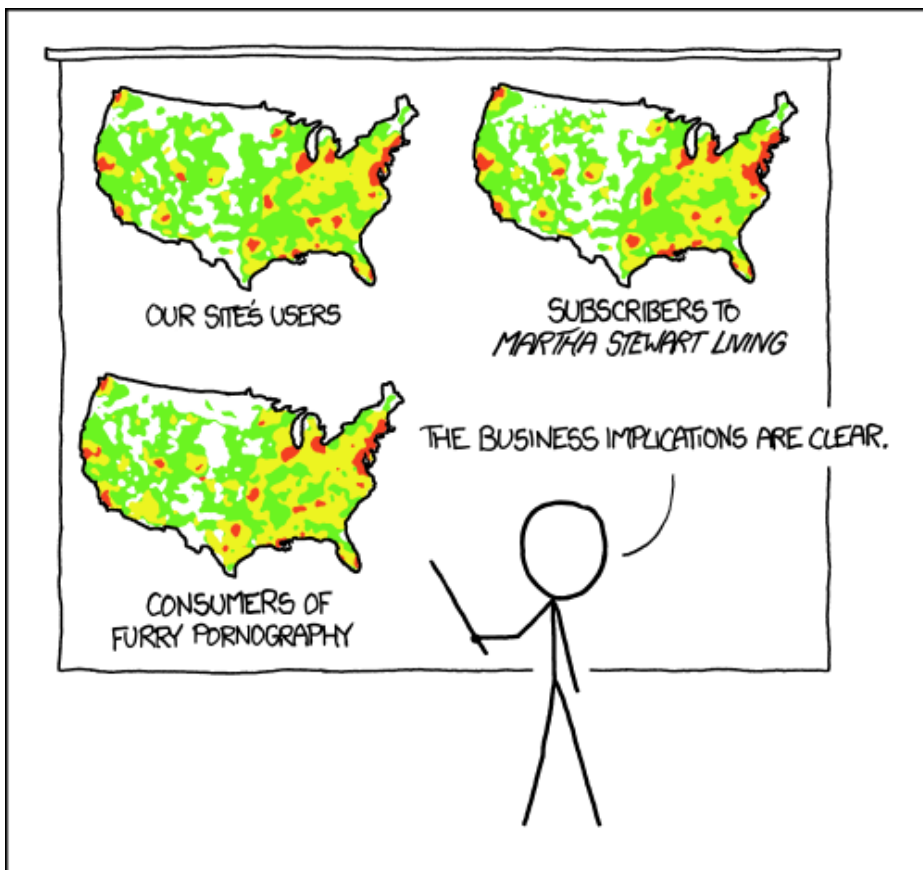 OUR SITE'S USERS
SUBSCRIBERS TO
MARTHA STEWART LIVING
CONSUMERS OF
FURRY PORNOGRAPHY
THE BUSINESS IMPLICATIONS ARE CLEAR.